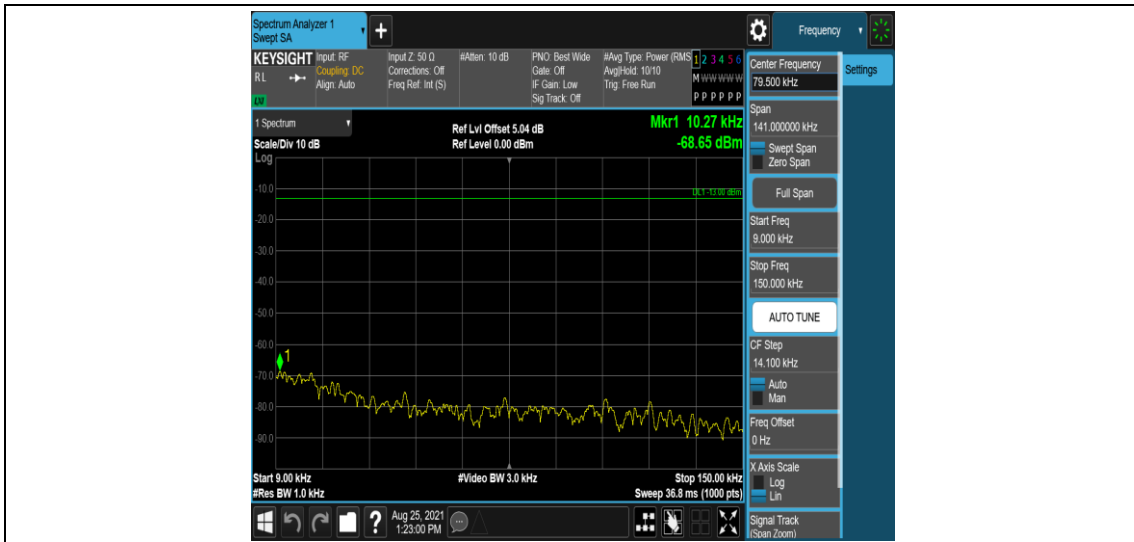 Spectrum Analyzer 1
Swept SA
+
Frequency
KEYSIGHT
RL
LXI
Input: RF
Coupling: DC
Align: Auto
Input Z: 50 Ω
Corrections: Off
Freq Ref: Int (S)
#Atten: 10 dB
PNO: Best Wide
Gate: Off
IF Gain: Low
Sig Track: Off
#Avg Type: Power (RMS
Avg|Hold: 10/10
Trig: Free Run
1 2 3 4 5 6
M W W W W W
P P P P P P
1 Spectrum
Scale/Div 10 dB
Log
Ref Lvl Offset 5.04 dB
Ref Level 0.00 dBm
Mkr1 10.27 kHz
-68.65 dBm
DL1 -13.00 dBm
-10.0
-20.0
-30.0
-40.0
-50.0
-60.0
-70.0
-80.0
-90.0
1
Start 9.00 kHz
#Res BW 1.0 kHz
#Video BW 3.0 kHz
Stop 150.00 kHz
Sweep 36.8 ms (1000 pts)
Center Frequency
79.500 kHz
Settings
Span
141.000000 kHz
Swept Span
Zero Span
Full Span
Start Freq
9.000 kHz
Stop Freq
150.000 kHz
AUTO TUNE
CF Step
14.100 kHz
Auto
Man
Freq Offset
0 Hz
X Axis Scale
Log
Lin
Signal Track
(Span Zoom)
?
Aug 25, 2021
1:23:00 PM